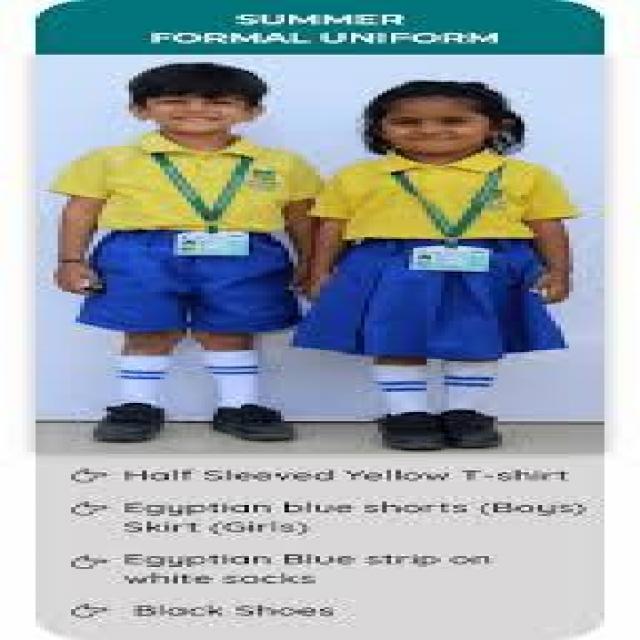 SUMMER
FORMAL UNIFORM
Half Sleeved Yellow T-shirt
Egyptian blue shorts (Boys)
Skirt (Girls)
Egyptian Blue strip on
white socks
Black Shoes